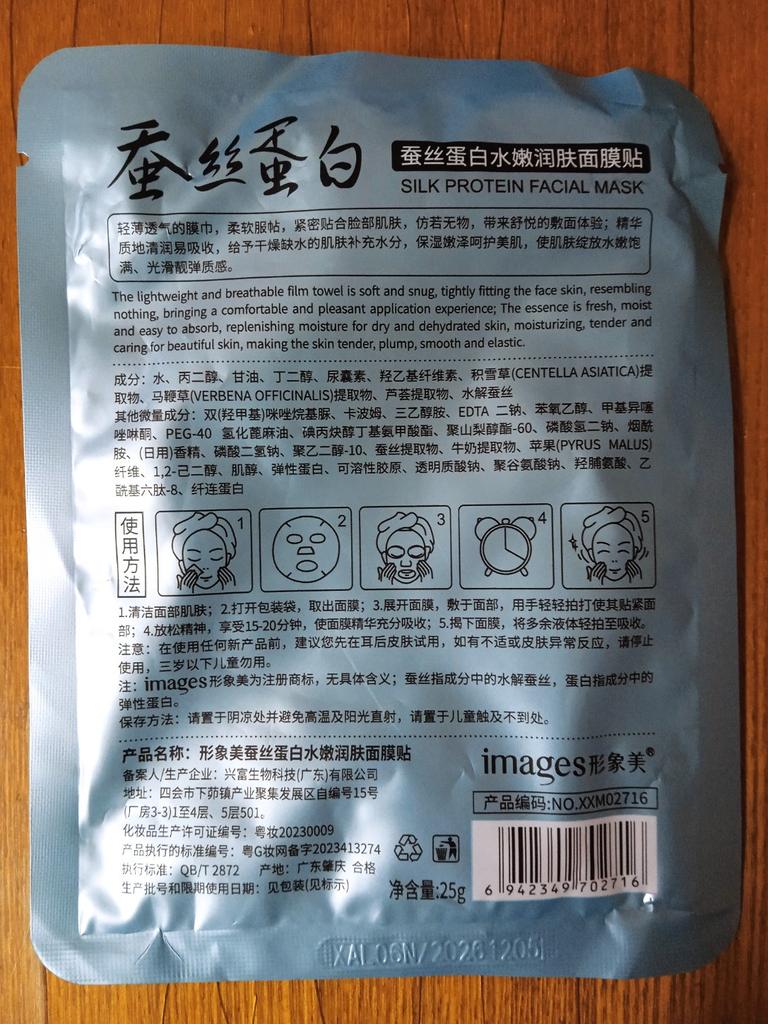 蚕丝蛋白
蚕丝蛋白水嫩润肤面膜贴
SILK PROTEIN FACIAL MASK
轻薄透气的膜巾，柔软服帖，紧密贴合脸部肌肤，仿若无物，带来舒悦的敷面体验；精华
质地清润易吸收，给予干燥缺水的肌肤补充水分，保湿嫩泽呵护美肌，使肌肤绽放水嫩饱
满、光滑靓弹质感。
The lightweight and breathable film towel is soft and snug, tightly fitting the face skin, resembling
nothing, bringing a comfortable and pleasant application experience; The essence is fresh, moist
and easy to absorb, replenishing moisture for dry and dehydrated skin, moisturizing, tender and
caring for beautiful skin, making the skin tender, plump, smooth and elastic.
成分：水、丙二醇、甘油、丁二醇、尿囊素、羟乙基纤维素、积雪草(CENTELLA ASIATICA)提
取物、马鞭草(VERBENA OFFICINALIS)提取物、芦荟提取物、水解蚕丝
其他微量成分：双(羟甲基)咪唑烷基脲、卡波姆、三乙醇胺、EDTA 二钠、苯氧乙醇、甲基异噻
唑啉酮、PEG-40 氢化蓖麻油、碘丙炔醇丁基氨甲酸酯、聚山梨醇酯-60、磷酸氢二钠、烟酰
胺、(日用)香精、磷酸二氢钠、聚乙二醇-10、蚕丝提取物、牛奶提取物、苹果(PYRUS MALUS)
纤维、1,2-己二醇、肌醇、弹性蛋白、可溶性胶原、透明质酸钠、聚谷氨酸钠、羟脯氨酸、乙
酰基六肽-8、纤连蛋白
使用方法
1 2 3 4 5
1.清洁面部肌肤；2.打开包装袋，取出面膜；3.展开面膜，敷于面部，用手轻轻拍打使其贴紧面
部；4.放松精神，享受15-20分钟，使面膜精华充分吸收；5.揭下面膜，将多余液体轻拍至吸收。
注意：在使用任何新产品前，建议您先在耳后皮肤试用，如有不适或皮肤异常反应，请停止
使用，三岁以下儿童勿用。
注：images形象美为注册商标，无具体含义；蚕丝指成分中的水解蚕丝，蛋白指成分中的
弹性蛋白。
保存方法：请置于阴凉处并避免高温及阳光直射，请置于儿童触及不到处。
产品名称：形象美蚕丝蛋白水嫩润肤面膜贴
备案人/生产企业：兴富生物科技(广东)有限公司
地址：四会市下茆镇产业聚集发展区自编号15号
(厂房3-3)1至4层、5层501。
化妆品生产许可证编号：粤妆20230009
产品执行的标准编号：粤G妆网备字2023413274
执行标准：QB/T 2872 产地：广东肇庆 合格
生产批号和限期使用日期：见包装(见标示)
净含量:25g
images形象美®
产品编码:NO.XXM02716
6 942349 702716
XAL06N/20261205